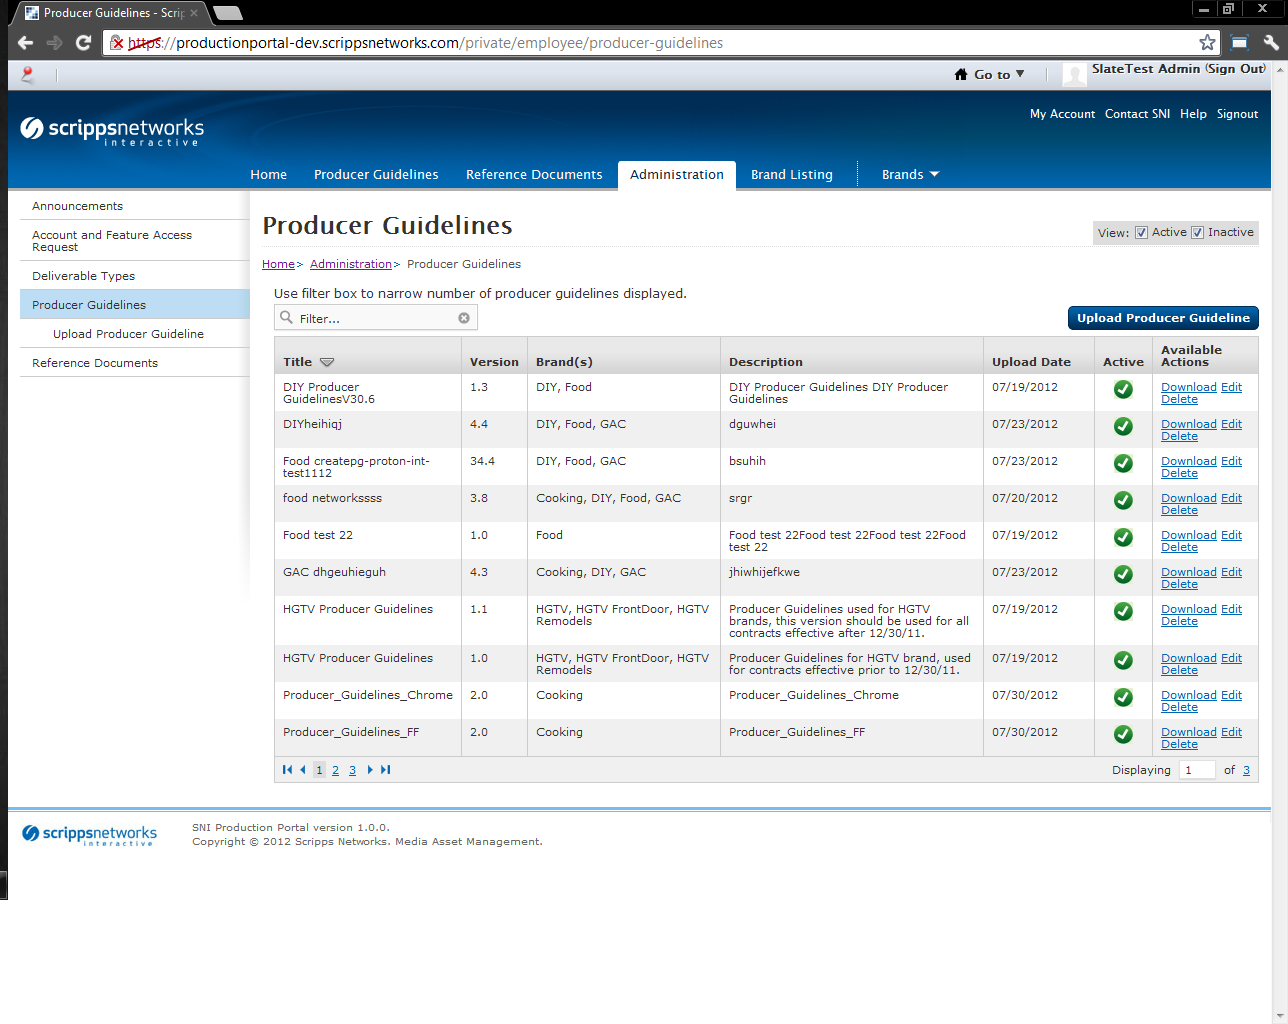 Producer Guidelines - Scrip
https://productionportal-dev.scrippsnetworks.com/private/employee/producer-guidelines
Go to
SlateTest Admin (Sign Out)
My Account Contact SNI Help Signout
scrippsnetworks
interactive
Home Producer Guidelines Reference Documents Administration Brand Listing Brands
Announcements
Account and Feature Access
Request
Deliverable Types
Producer Guidelines
Upload Producer Guideline
Reference Documents
Producer Guidelines
View: Active Inactive
Home> Administration> Producer Guidelines
Use filter box to narrow number of producer guidelines displayed.
Filter...
Upload Producer Guideline
Title Version Brand(s) Description Upload Date Active Available
Actions
DIY Producer 1.3 DIY, Food DIY Producer Guidelines DIY Producer 07/19/2012 Download Edit
GuidelinesV30.6 Guidelines Delete
DIYheihiqj 4.4 DIY, Food, GAC dguwhei 07/23/2012 Download Edit
Delete
Food createpg-proton-int- 34.4 DIY, Food, GAC bsuhih 07/23/2012 Download Edit
test1112 Delete
food networkssss 3.8 Cooking, DIY, Food, GAC srgr 07/20/2012 Download Edit
Delete
Food test 22 1.0 Food Food test 22Food test 22Food test 22Food 07/19/2012 Download Edit
test 22 Delete
GAC dhgeuhieguh 4.3 Cooking, DIY, GAC jhiwhijefkwe 07/23/2012 Download Edit
Delete
HGTV Producer Guidelines 1.1 HGTV, HGTV FrontDoor, HGTV Producer Guidelines used for HGTV 07/19/2012 Download Edit
Remodels brands, this version should be used for all Delete
contracts effective after 12/30/11.
HGTV Producer Guidelines 1.0 HGTV, HGTV FrontDoor, HGTV Producer Guidelines for HGTV brand, used 07/19/2012 Download Edit
Remodels for contracts effective prior to 12/30/11. Delete
Producer_Guidelines_Chrome 2.0 Cooking Producer_Guidelines_Chrome 07/30/2012 Download Edit
Delete
Producer_Guidelines_FF 2.0 Cooking Producer_Guidelines_FF 07/30/2012 Download Edit
Delete
1 2 3 Displaying 1 of 3
scrippsnetworks
interactive
SNI Production Portal version 1.0.0.
Copyright © 2012 Scripps Networks. Media Asset Management.